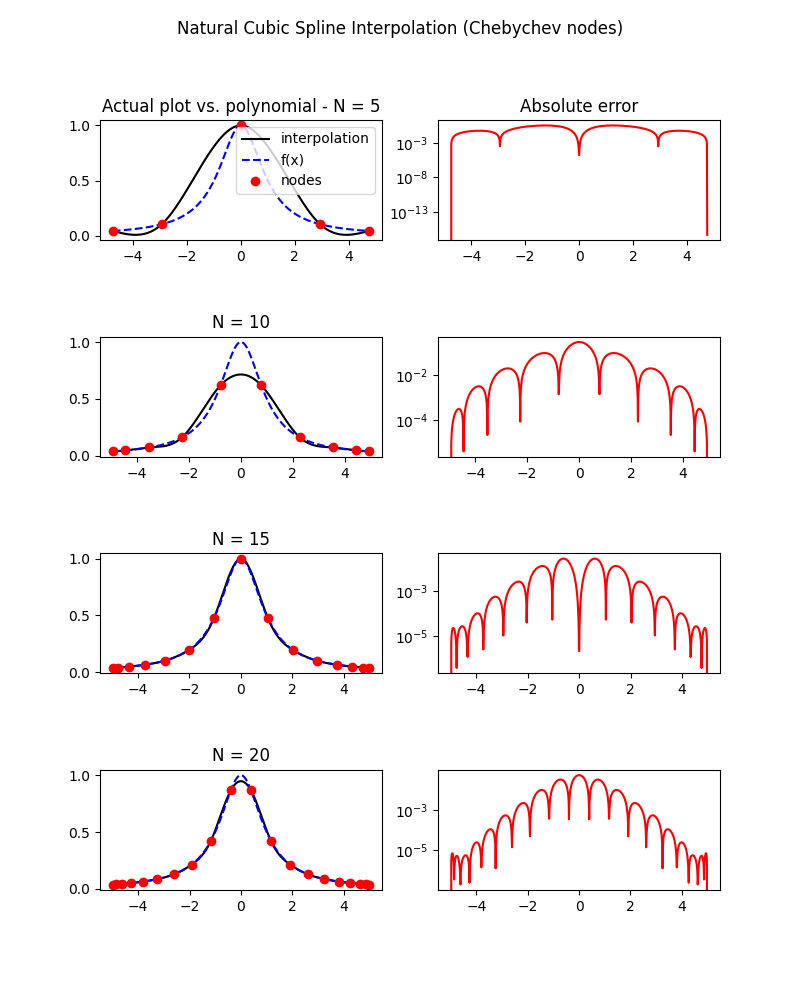 Natural Cubic Spline Interpolation (Chebychev nodes)
Actual plot vs. polynomial - N = 5
1.0
0.5
0.0
−4 −2 0 2 4
interpolation
f(x)
nodes
Absolute error
10⁻³
10⁻⁸
10⁻¹³
−4 −2 0 2 4
N = 10
1.0
0.5
0.0
−4 −2 0 2 4
10⁻²
10⁻⁴
−4 −2 0 2 4
N = 15
1.0
0.5
0.0
−4 −2 0 2 4
10⁻³
10⁻⁵
−4 −2 0 2 4
N = 20
1.0
0.5
0.0
−4 −2 0 2 4
10⁻³
10⁻⁵
−4 −2 0 2 4